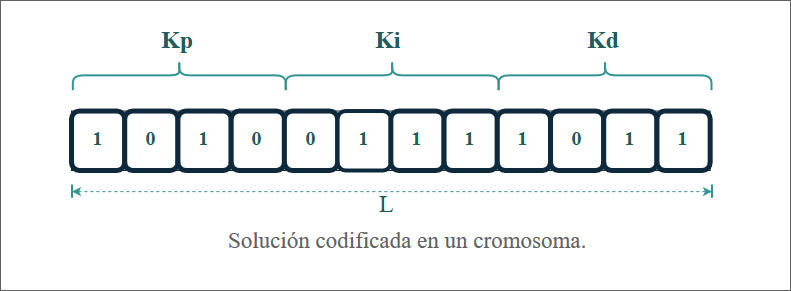 Kp Ki Kd
1 0 1 0 0 1 1 1 1 0 1 1
L
Solución codificada en un cromosoma.